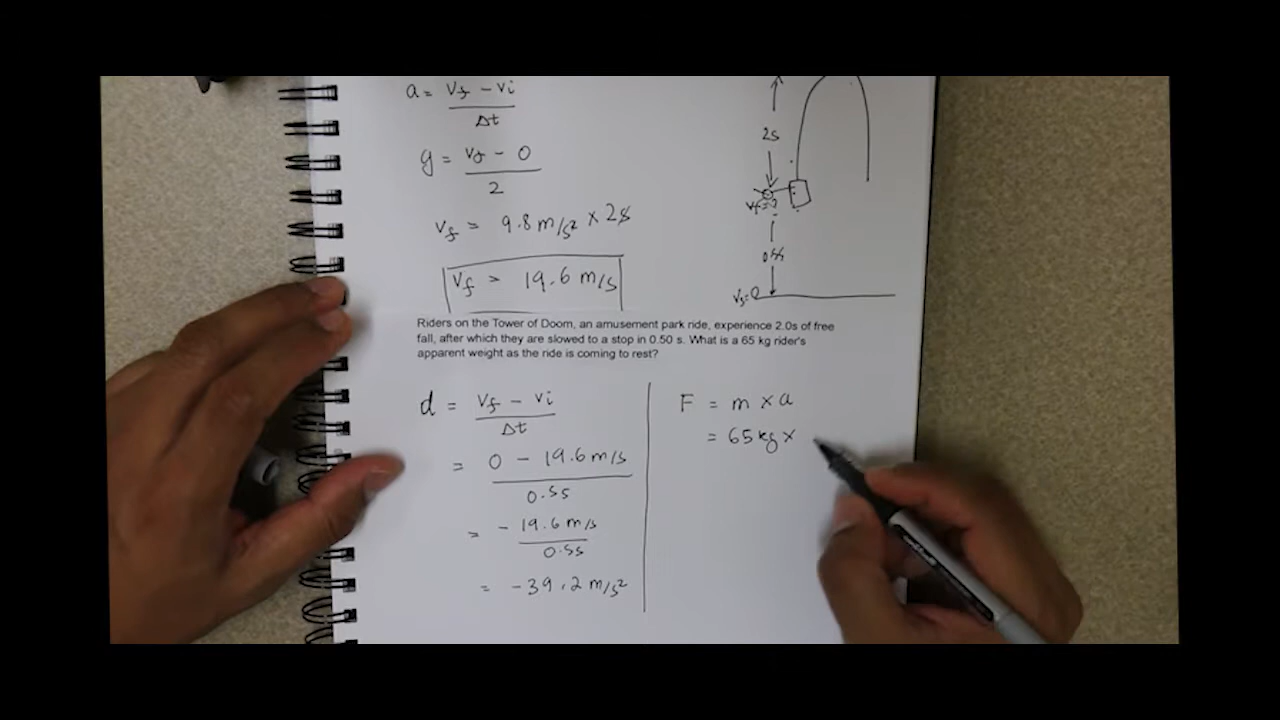 a = Vf - Vi
Δt
g = Vf - 0
2
Vf = 9.8 m/s² × 2s
Vf = 19.6 m/s
2s
Vf=?
0.5s
Vf=0
Riders on the Tower of Doom, an amusement park ride, experience 2.0s of free
fall, after which they are slowed to a stop in 0.50 s. What is a 65 kg rider's
apparent weight as the ride is coming to rest?
d = Vf - Vi
Δt
= 0 - 19.6 m/s
0.5s
= - 19.6 m/s
0.5s
= -39.2 m/s²
F = m × a
= 65 kg ×